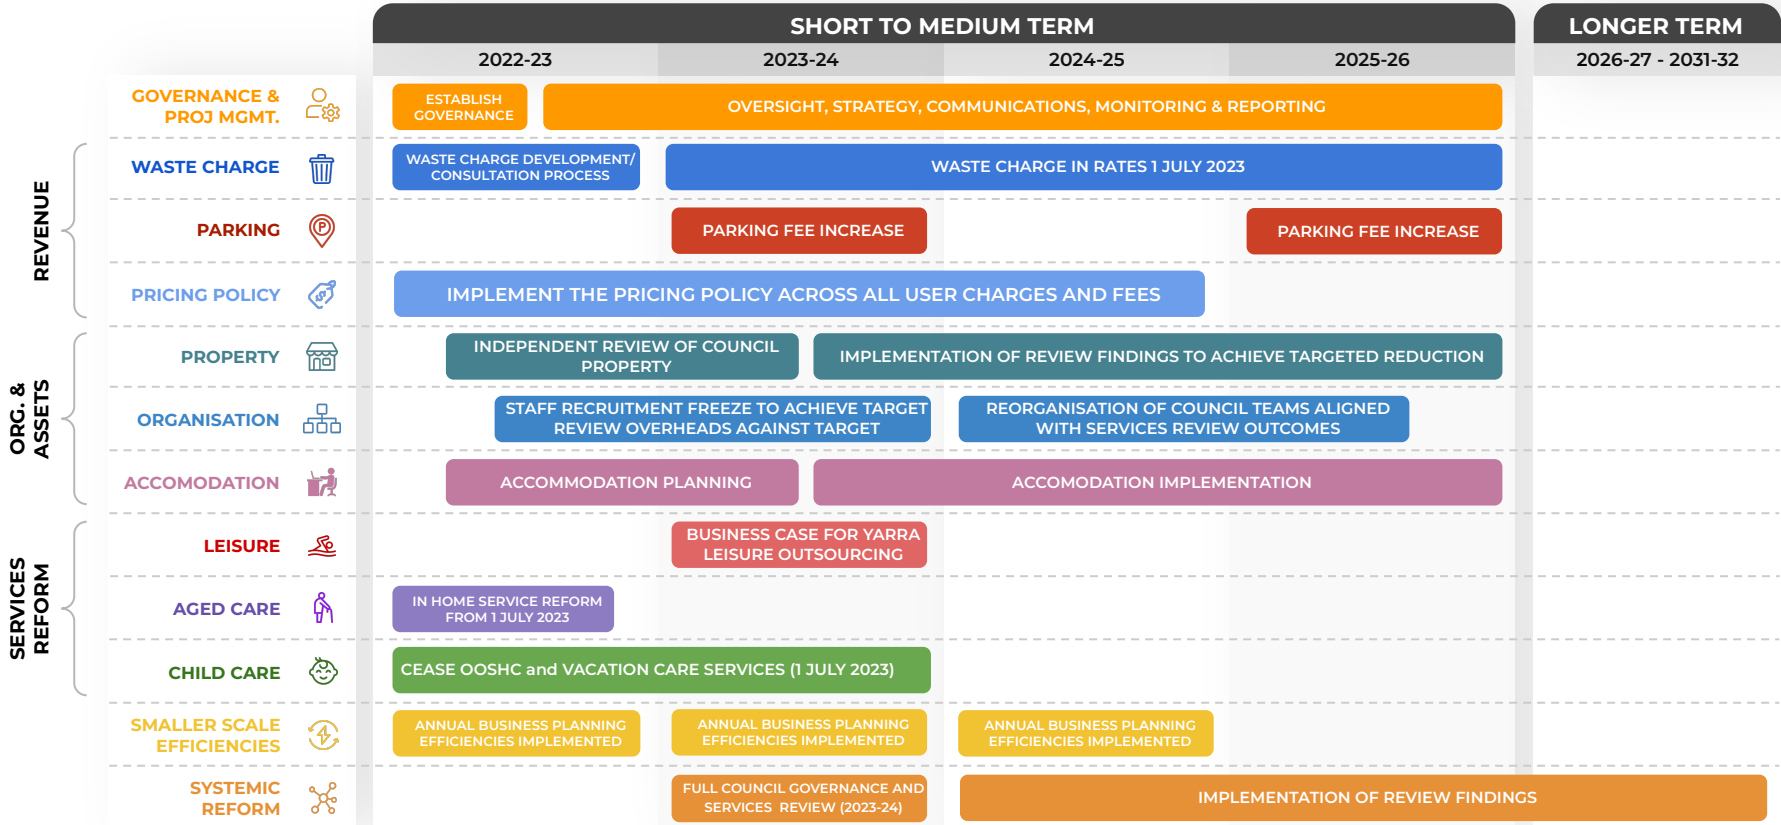 SHORT TO MEDIUM TERM
LONGER TERM
2022-23
2023-24
2024-25
2025-26
2026-27 - 2031-32
GOVERNANCE &
PROJ MGMT.
ESTABLISH
GOVERNANCE
OVERSIGHT, STRATEGY, COMMUNICATIONS, MONITORING & REPORTING
REVENUE
WASTE CHARGE
WASTE CHARGE DEVELOPMENT/
CONSULTATION PROCESS
WASTE CHARGE IN RATES 1 JULY 2023
PARKING
P
PARKING FEE INCREASE
PARKING FEE INCREASE
PRICING POLICY
$
IMPLEMENT THE PRICING POLICY ACROSS ALL USER CHARGES AND FEES
ORG. &
ASSETS
PROPERTY
INDEPENDENT REVIEW OF COUNCIL
PROPERTY
IMPLEMENTATION OF REVIEW FINDINGS TO ACHIEVE TARGETED REDUCTION
ORGANISATION
STAFF RECRUITMENT FREEZE TO ACHIEVE TARGET
REVIEW OVERHEADS AGAINST TARGET
REORGANISATION OF COUNCIL TEAMS ALIGNED
WITH SERVICES REVIEW OUTCOMES
ACCOMODATION
ACCOMMODATION PLANNING
ACCOMODATION IMPLEMENTATION
SERVICES
REFORM
LEISURE
BUSINESS CASE FOR YARRA
LEISURE OUTSOURCING
AGED CARE
IN HOME SERVICE REFORM
FROM 1 JULY 2023
CHILD CARE
CEASE OOSHC and VACATION CARE SERVICES (1 JULY 2023)
SMALLER SCALE
EFFICIENCIES
ANNUAL BUSINESS PLANNING
EFFICIENCIES IMPLEMENTED
ANNUAL BUSINESS PLANNING
EFFICIENCIES IMPLEMENTED
ANNUAL BUSINESS PLANNING
EFFICIENCIES IMPLEMENTED
SYSTEMIC
REFORM
FULL COUNCIL GOVERNANCE AND
SERVICES REVIEW (2023-24)
IMPLEMENTATION OF REVIEW FINDINGS